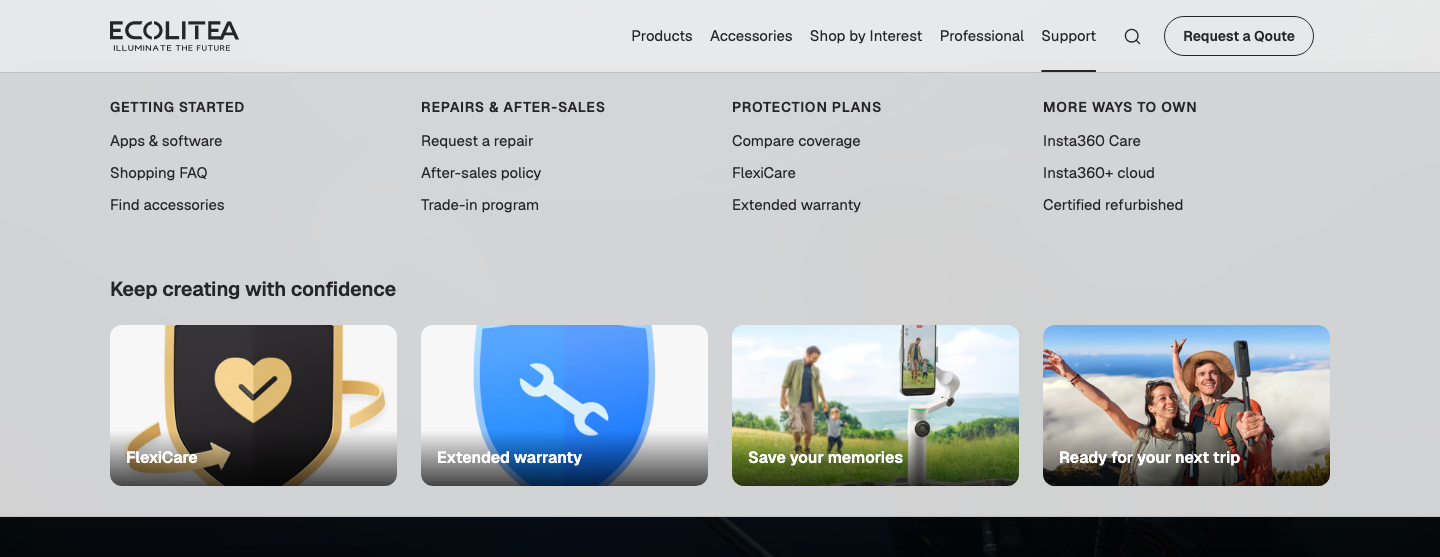 ECOLITEA
ILLUMINATE THE FUTURE
Products
Accessories
Shop by Interest
Professional
Support
Request a Qoute
GETTING STARTED
Apps & software
Shopping FAQ
Find accessories
REPAIRS & AFTER-SALES
Request a repair
After-sales policy
Trade-in program
PROTECTION PLANS
Compare coverage
FlexiCare
Extended warranty
MORE WAYS TO OWN
Insta360 Care
Insta360+ cloud
Certified refurbished
Keep creating with confidence
FlexiCare
Extended warranty
Save your memories
Ready for your next trip